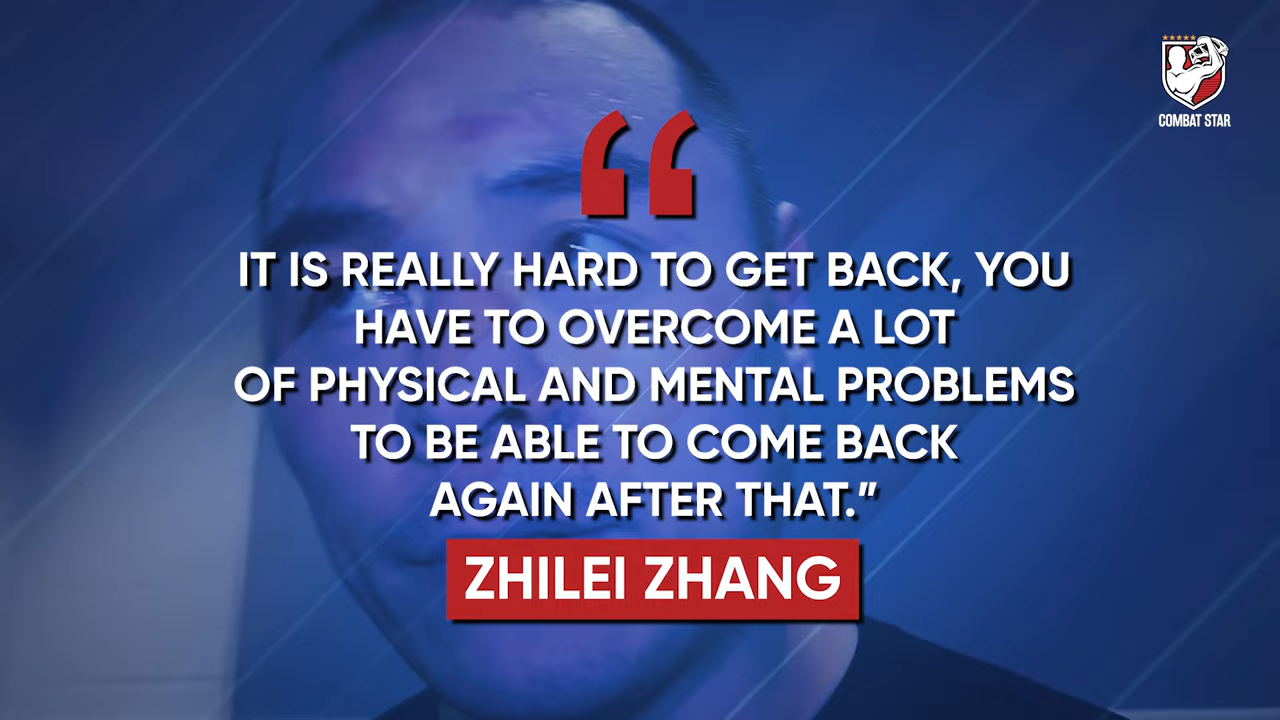 COMBAT STAR
“
IT IS REALLY HARD TO GET BACK, YOU
HAVE TO OVERCOME A LOT
OF PHYSICAL AND MENTAL PROBLEMS
TO BE ABLE TO COME BACK
AGAIN AFTER THAT.”
ZHILEI ZHANG